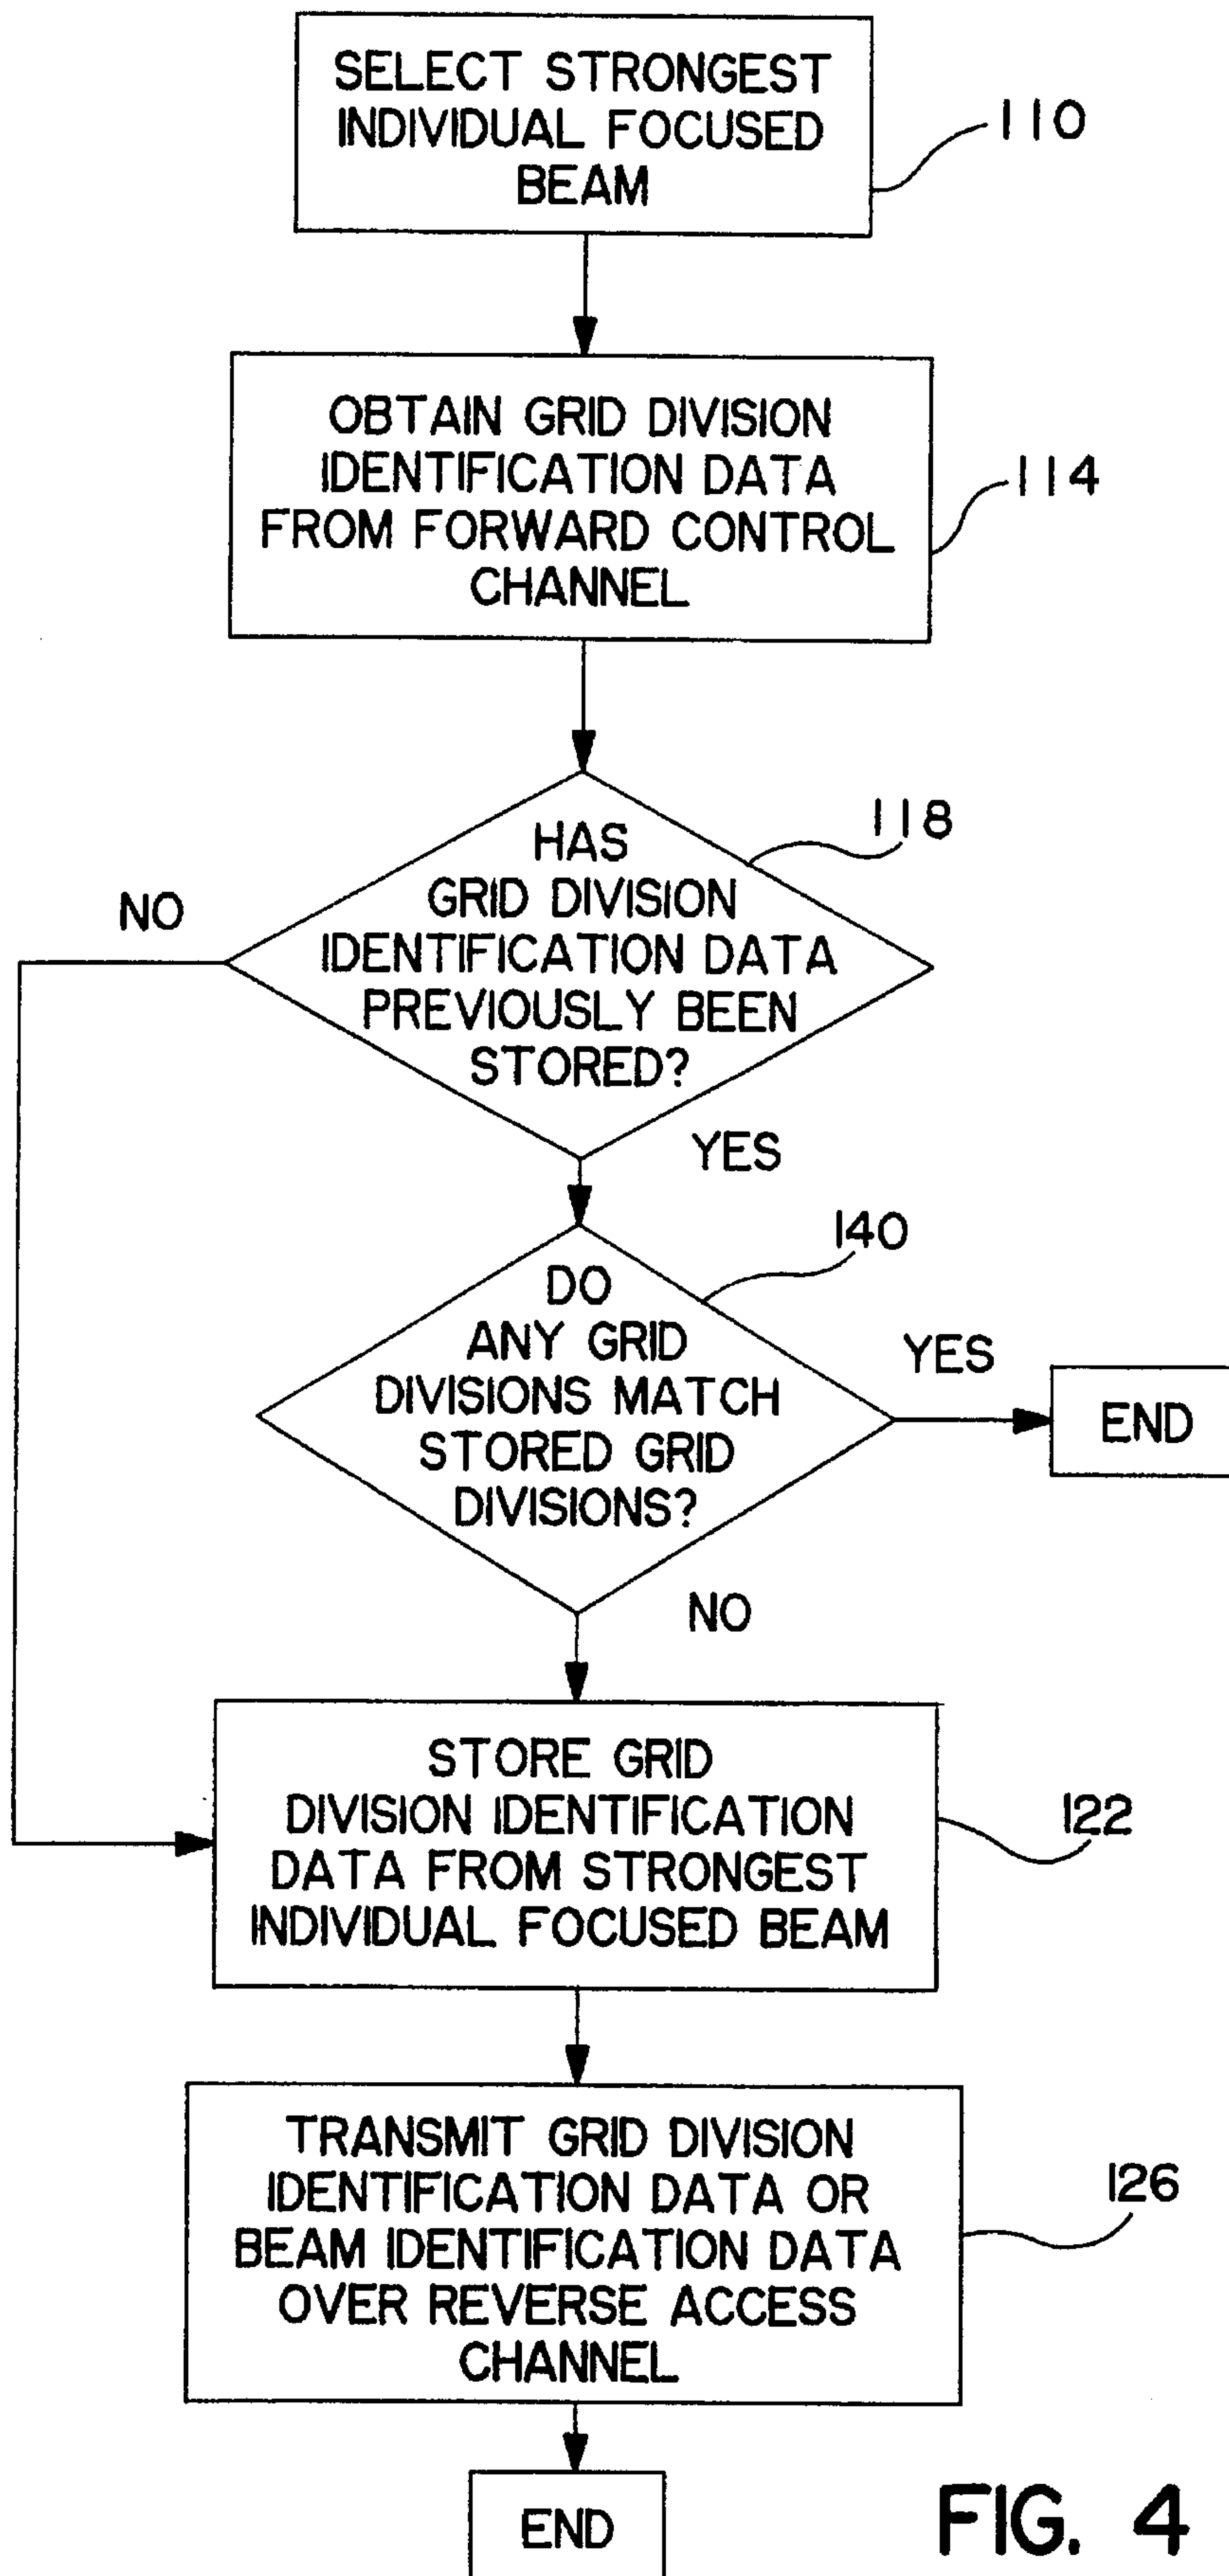 SELECT STRONGEST
INDIVIDUAL FOCUSED
BEAM
110
OBTAIN GRID DIVISION
IDENTIFICATION DATA
FROM FORWARD CONTROL
CHANNEL
114
HAS
GRID DIVISION
IDENTIFICATION DATA
PREVIOUSLY BEEN
STORED?
118
NO
YES
DO
ANY GRID
DIVISIONS MATCH
STORED GRID
DIVISIONS?
140
YES
END
NO
STORE GRID
DIVISION IDENTIFICATION
DATA FROM STRONGEST
INDIVIDUAL FOCUSED BEAM
122
TRANSMIT GRID DIVISION
IDENTIFICATION DATA OR
BEAM IDENTIFICATION DATA
OVER REVERSE ACCESS
CHANNEL
126
END
FIG. 4